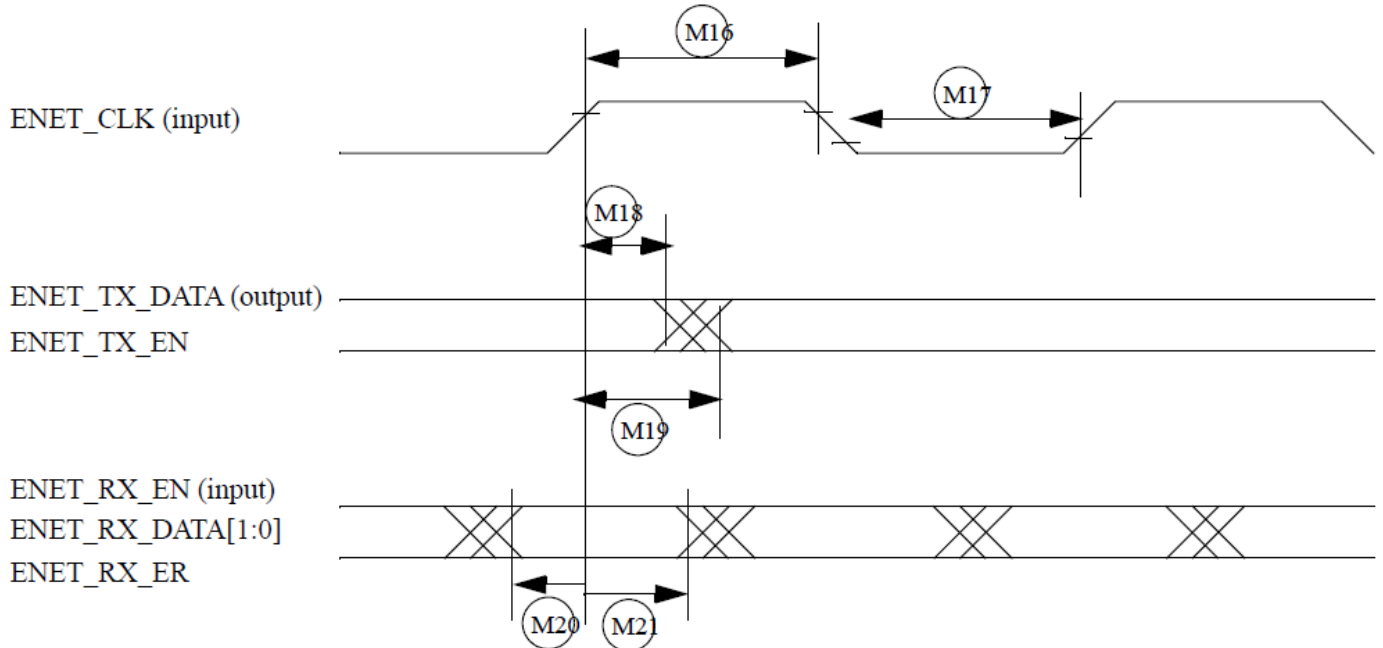 M16
ENET_CLK (input)
M17
M18
ENET_TX_DATA (output)
ENET_TX_EN
M19
ENET_RX_EN (input)
ENET_RX_DATA[1:0]
ENET_RX_ER
M20
M21